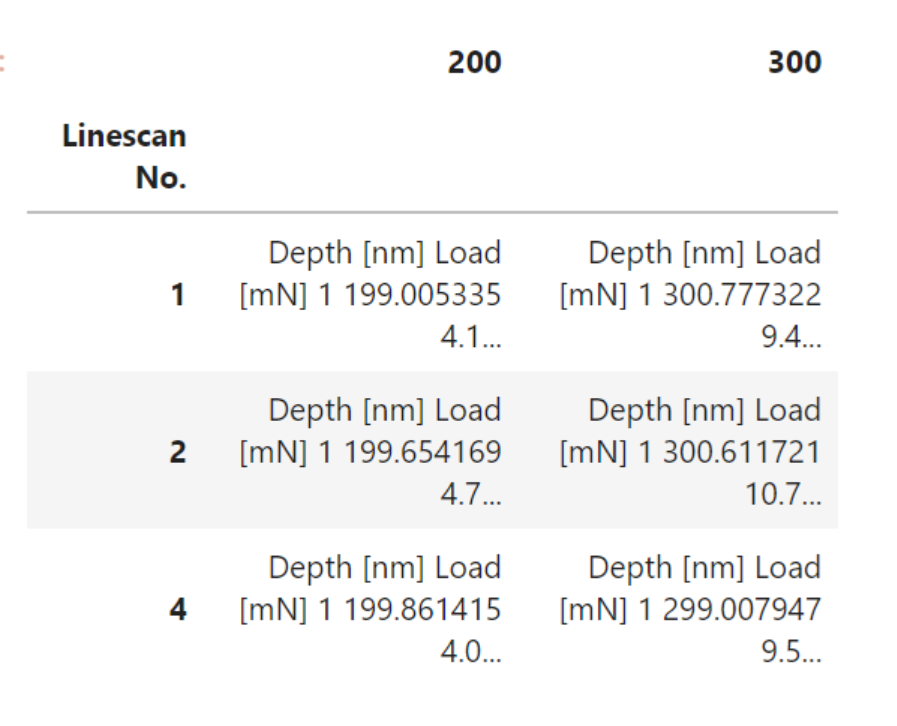 :
200 300
Linescan
No.
Depth [nm] Load Depth [nm] Load
1 [mN] 1 199.005335 [mN] 1 300.777322
4.1... 9.4...
Depth [nm] Load Depth [nm] Load
2 [mN] 1 199.654169 [mN] 1 300.611721
4.7... 10.7...
Depth [nm] Load Depth [nm] Load
4 [mN] 1 199.861415 [mN] 1 299.007947
4.0... 9.5...